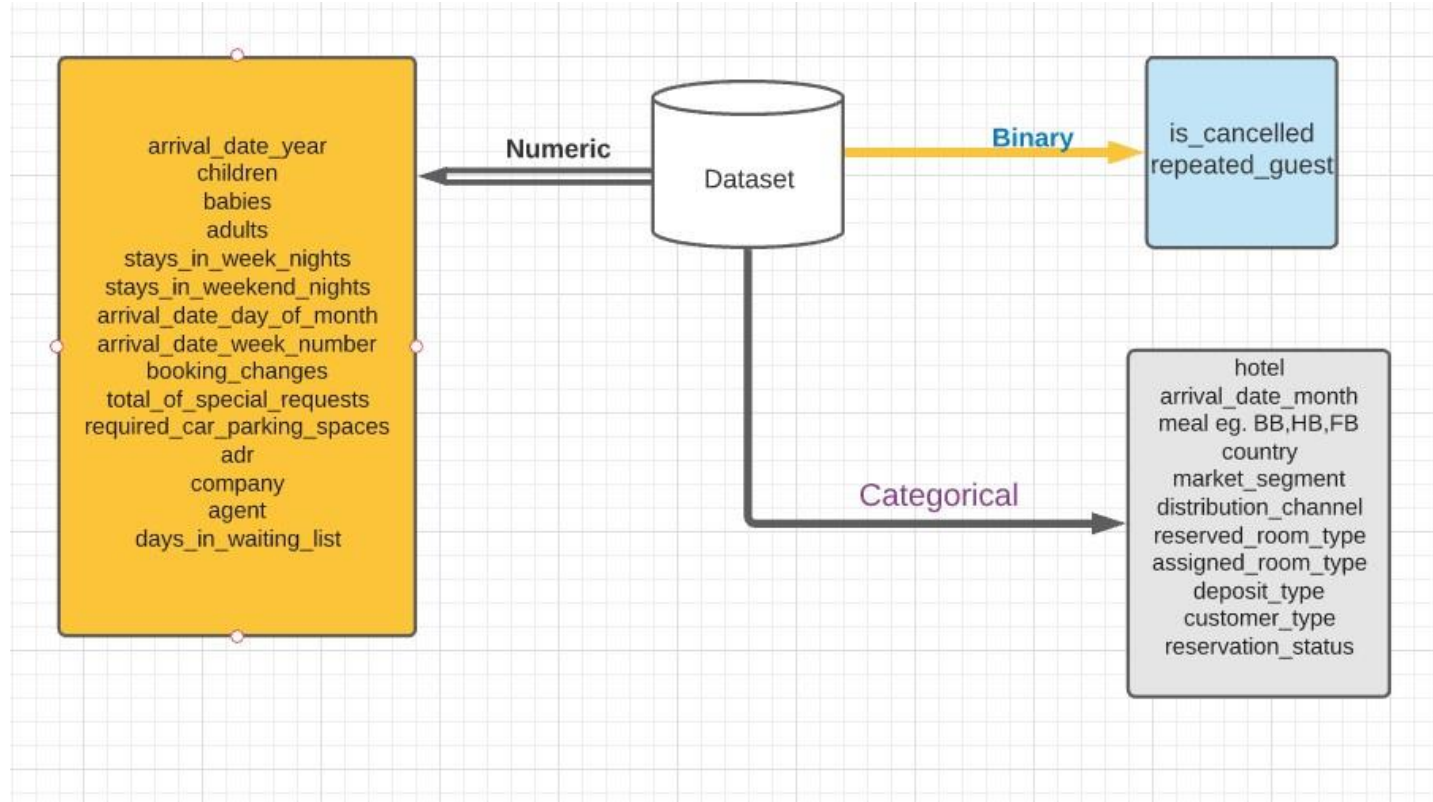 arrival_date_year
children
babies
adults
stays_in_week_nights
stays_in_weekend_nights
arrival_date_day_of_month
arrival_date_week_number
booking_changes
total_of_special_requests
required_car_parking_spaces
adr
company
agent
days_in_waiting_list
Numeric
Dataset
Binary
is_cancelled
repeated_guest
Categorical
hotel
arrival_date_month
meal eg. BB,HB,FB
country
market_segment
distribution_channel
reserved_room_type
assigned_room_type
deposit_type
customer_type
reservation_status